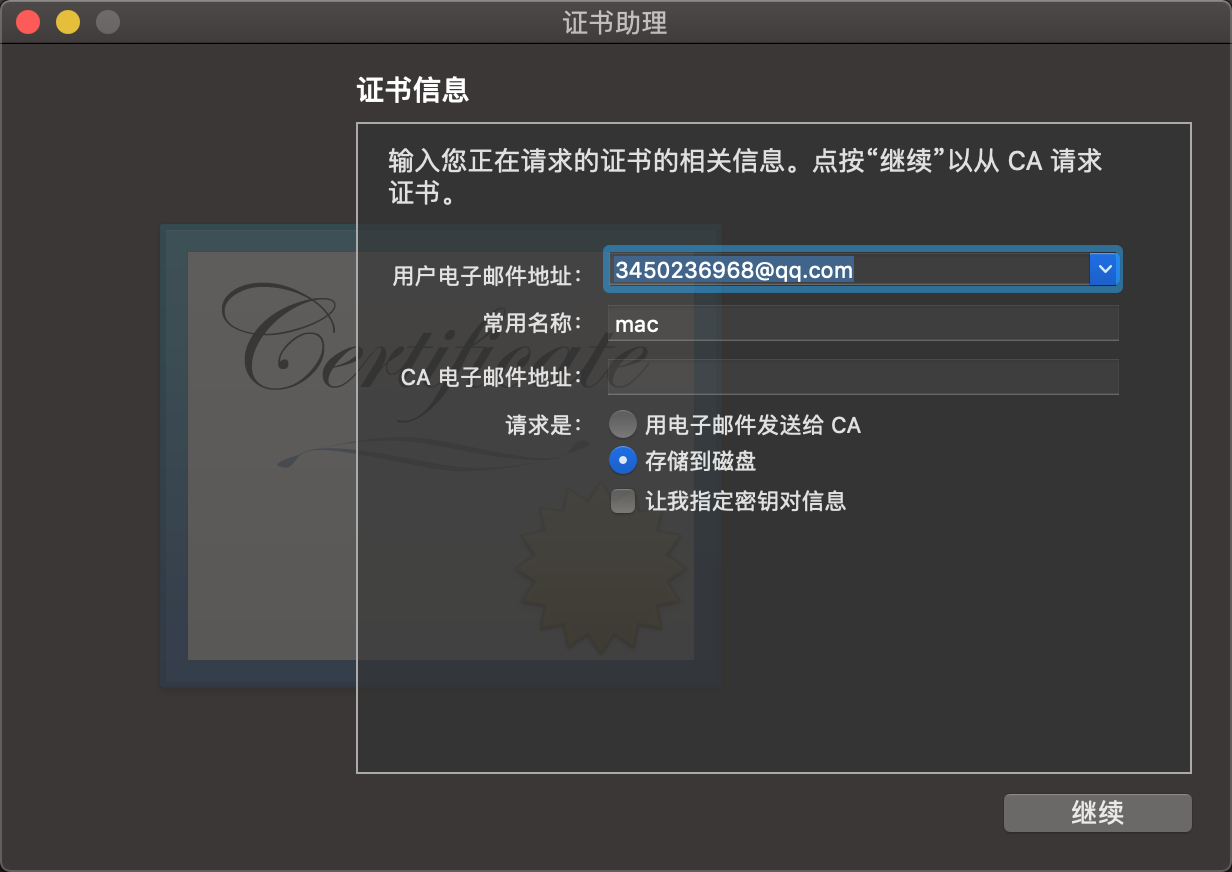 证书助理
证书信息
输入您正在请求的证书的相关信息。点按“继续”以从 CA 请求
证书。
用户电子邮件地址： 3450236968@qq.com
常用名称： mac
CA 电子邮件地址：
请求是： 用电子邮件发送给 CA
存储到磁盘
让我指定密钥对信息
Certificate
继续